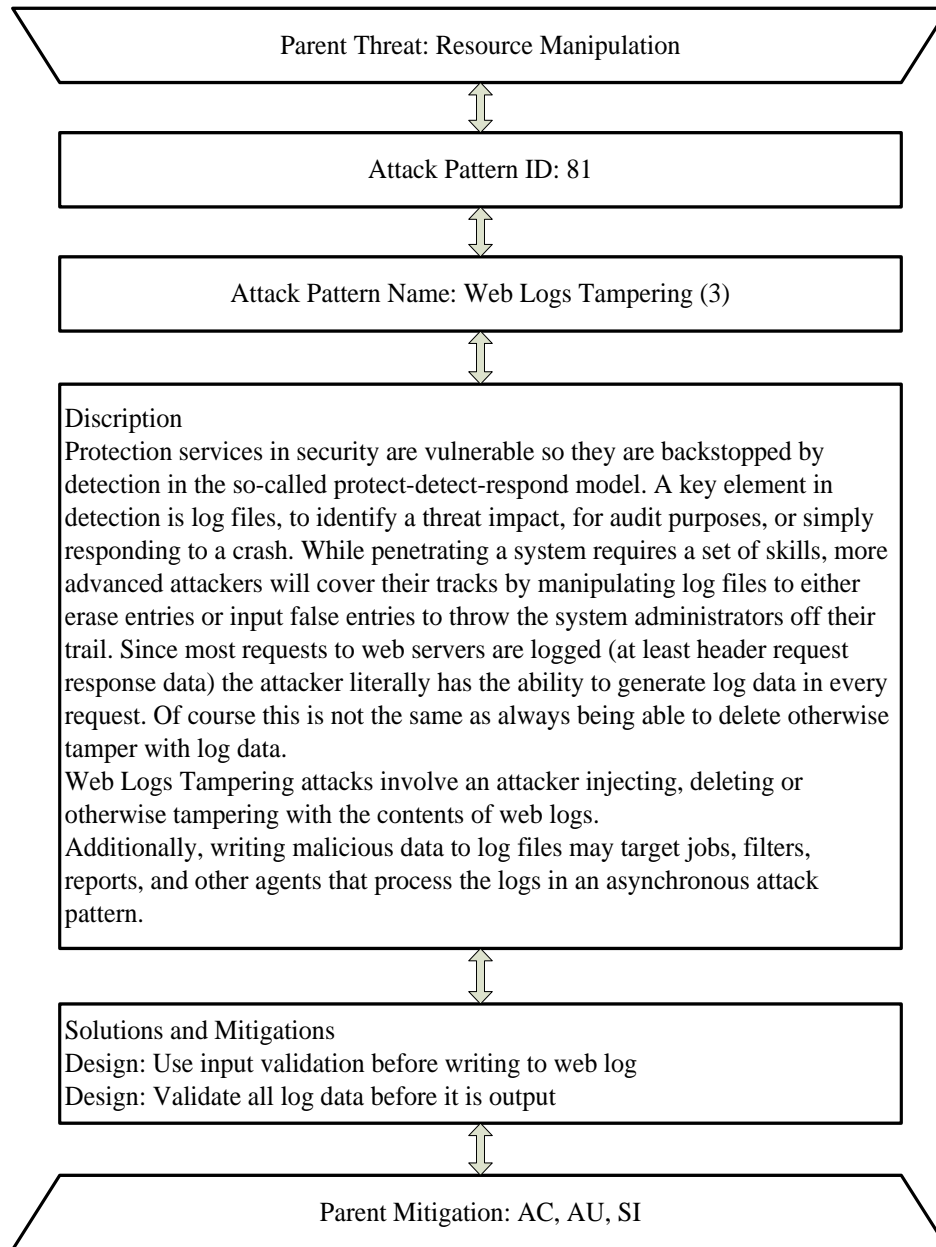 Parent Threat: Resource Manipulation
Attack Pattern ID: 81
Attack Pattern Name: Web Logs Tampering (3)
Discription
Protection services in security are vulnerable so they are backstopped by
detection in the so-called protect-detect-respond model. A key element in
detection is log files, to identify a threat impact, for audit purposes, or simply
responding to a crash. While penetrating a system requires a set of skills, more
advanced attackers will cover their tracks by manipulating log files to either
erase entries or input false entries to throw the system administrators off their
trail. Since most requests to web servers are logged (at least header request
response data) the attacker literally has the ability to generate log data in every
request. Of course this is not the same as always being able to delete otherwise
tamper with log data.
Web Logs Tampering attacks involve an attacker injecting, deleting or
otherwise tampering with the contents of web logs.
Additionally, writing malicious data to log files may target jobs, filters,
reports, and other agents that process the logs in an asynchronous attack
pattern.
Solutions and Mitigations
Design: Use input validation before writing to web log
Design: Validate all log data before it is output
Parent Mitigation: AC, AU, SI